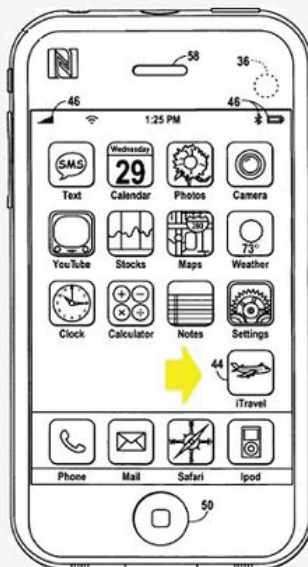 58
36
46
46
1:25 PM
SMS
Wednesday
29
280
73°
Text Calendar Photos Camera
YouTube Stocks Maps Weather
Clock Calculator Notes Settings
44
iTravel
Phone Mail Safari Ipod
50